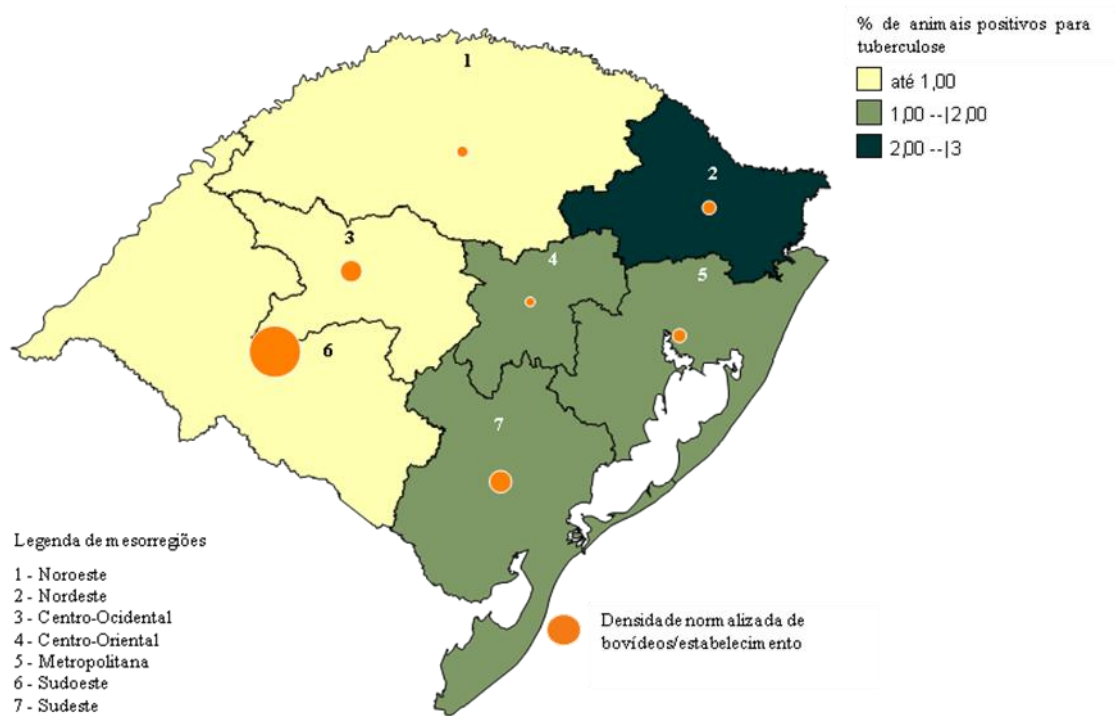 % de animais positivos para
tuberculose
até 1,00
1,00 --|2,00
2,00 --|3
1
2
3
4
5
6
7
Legenda de mesorregiões
1 - Noroeste
2 - Nordeste
3 - Centro-Ocidental
4 - Centro-Oriental
5 - Metropolitana
6 - Sudoeste
7 - Sudeste
Densidade normalizada de
bovídeos/estabelecimento